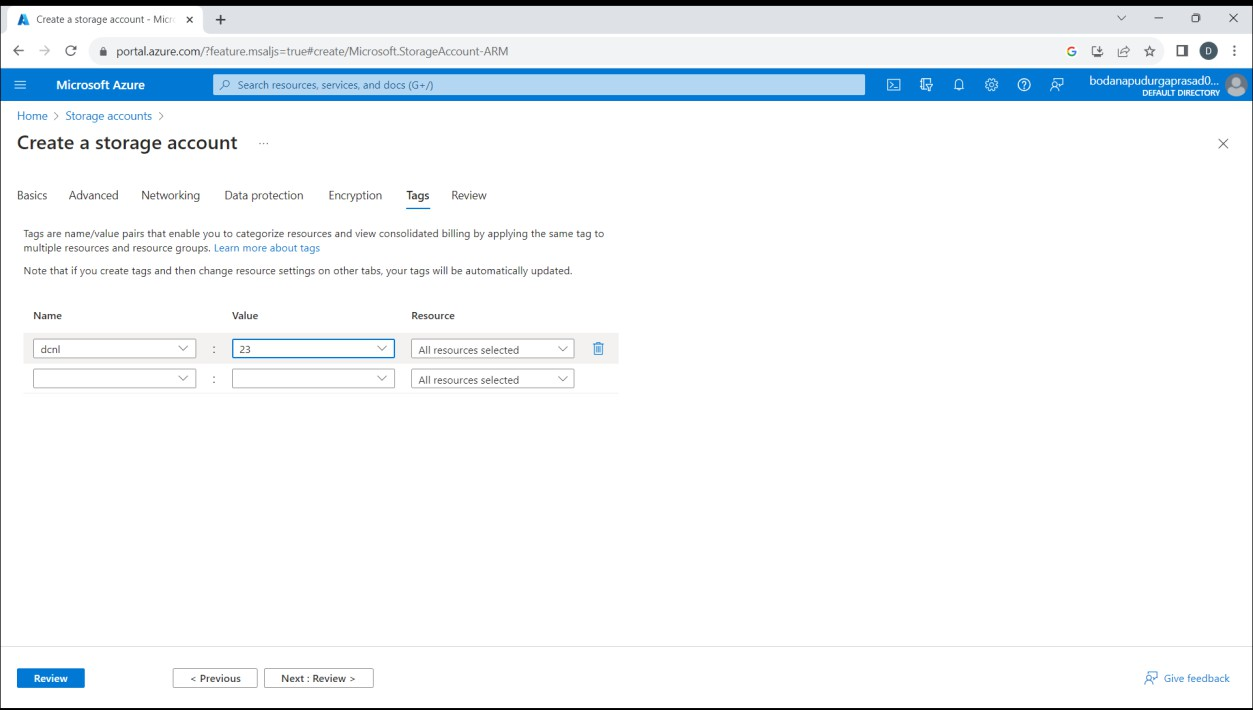 Create a storage account - Micr
portal.azure.com/?feature.msaljs=true#create/Microsoft.StorageAccount-ARM
D
Microsoft Azure
Search resources, services, and docs (G+/)
bodanapudurgaprasad0...
DEFAULT DIRECTORY
Home > Storage accounts >
Create a storage account ...
Basics Advanced Networking Data protection Encryption Tags Review
Tags are name/value pairs that enable you to categorize resources and view consolidated billing by applying the same tag to
multiple resources and resource groups. Learn more about tags
Note that if you create tags and then change resource settings on other tabs, your tags will be automatically updated.
Name Value Resource
dcnl : 23 All resources selected
: All resources selected
Review < Previous Next : Review > Give feedback